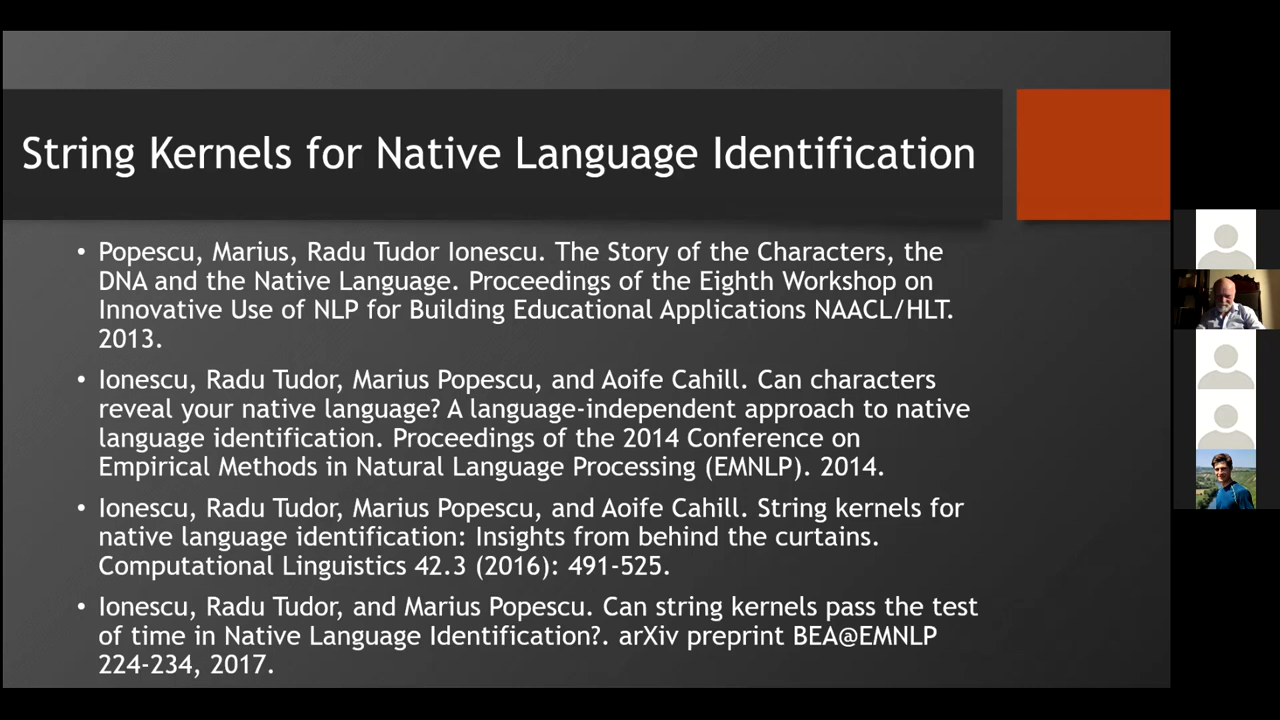 String Kernels for Native Language Identification
• Popescu, Marius, Radu Tudor Ionescu. The Story of the Characters, the
DNA and the Native Language. Proceedings of the Eighth Workshop on
Innovative Use of NLP for Building Educational Applications NAACL/HLT.
2013.
• Ionescu, Radu Tudor, Marius Popescu, and Aoife Cahill. Can characters
reveal your native language? A language-independent approach to native
language identification. Proceedings of the 2014 Conference on
Empirical Methods in Natural Language Processing (EMNLP). 2014.
• Ionescu, Radu Tudor, Marius Popescu, and Aoife Cahill. String kernels for
native language identification: Insights from behind the curtains.
Computational Linguistics 42.3 (2016): 491-525.
• Ionescu, Radu Tudor, and Marius Popescu. Can string kernels pass the test
of time in Native Language Identification?. arXiv preprint BEA@EMNLP
224-234, 2017.